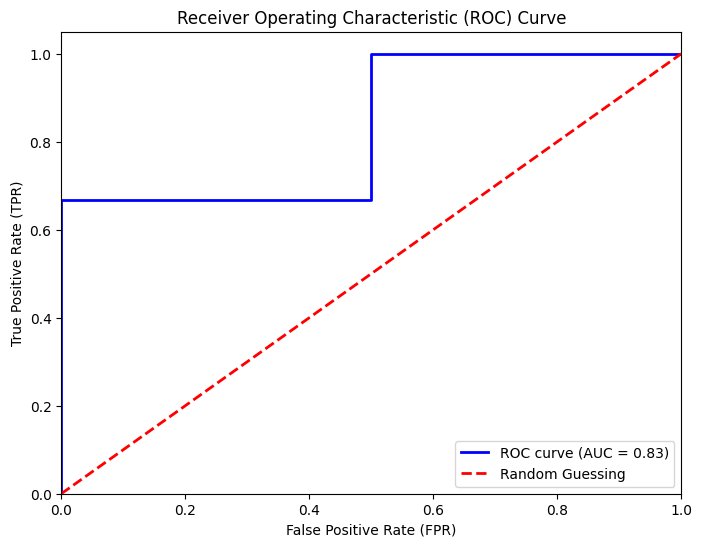 Receiver Operating Characteristic (ROC) Curve
True Positive Rate (TPR)
1.0
0.8
0.6
0.4
0.2
0.0
0.0 0.2 0.4 0.6 0.8 1.0
False Positive Rate (FPR)
ROC curve (AUC = 0.83)
Random Guessing